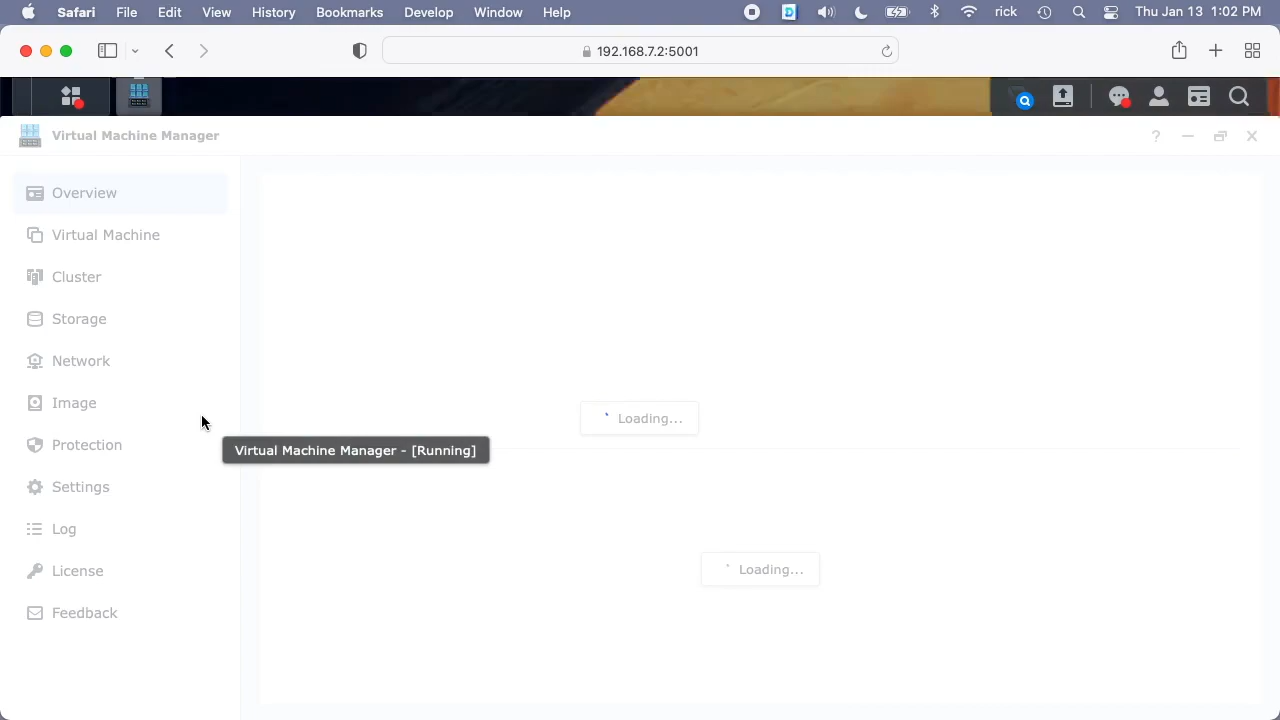 Safari File Edit View History Bookmarks Develop Window Help rick Thu Jan 13 1:02 PM
192.168.7.2:5001
Virtual Machine Manager ?
Overview
Virtual Machine
Cluster
Storage
Network
Image
Loading...
Protection
Virtual Machine Manager - [Running]
Settings
Log
License
Loading...
Feedback